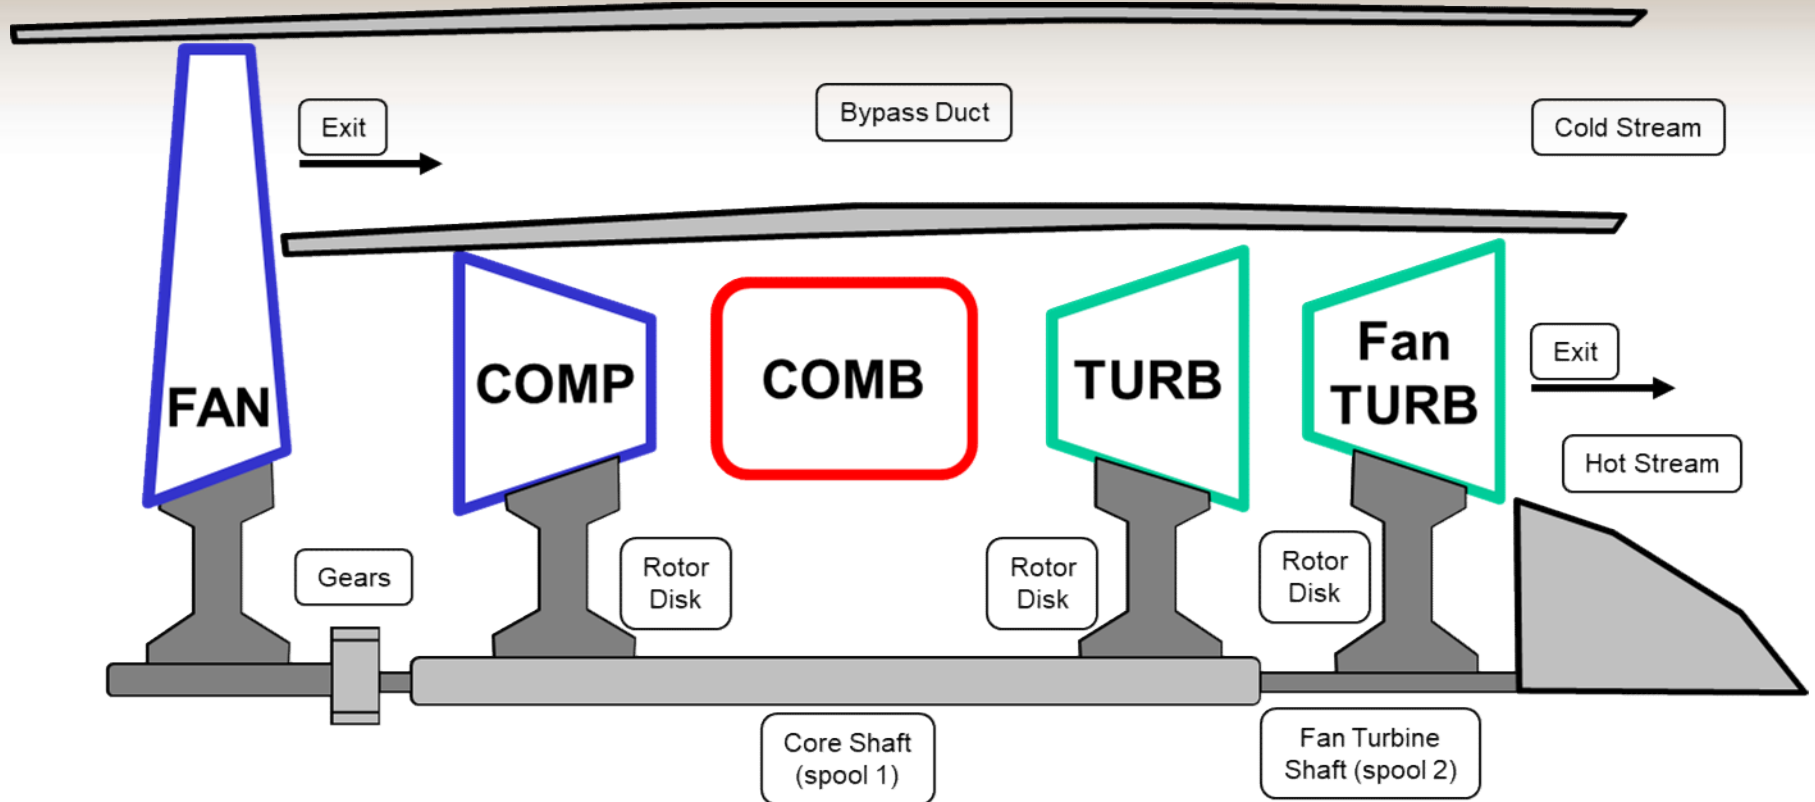 Exit
Bypass Duct
Cold Stream
FAN
COMP
COMB
TURB
Fan
TURB
Exit
Hot Stream
Gears
Rotor
Disk
Rotor
Disk
Rotor
Disk
Core Shaft
(spool 1)
Fan Turbine
Shaft (spool 2)